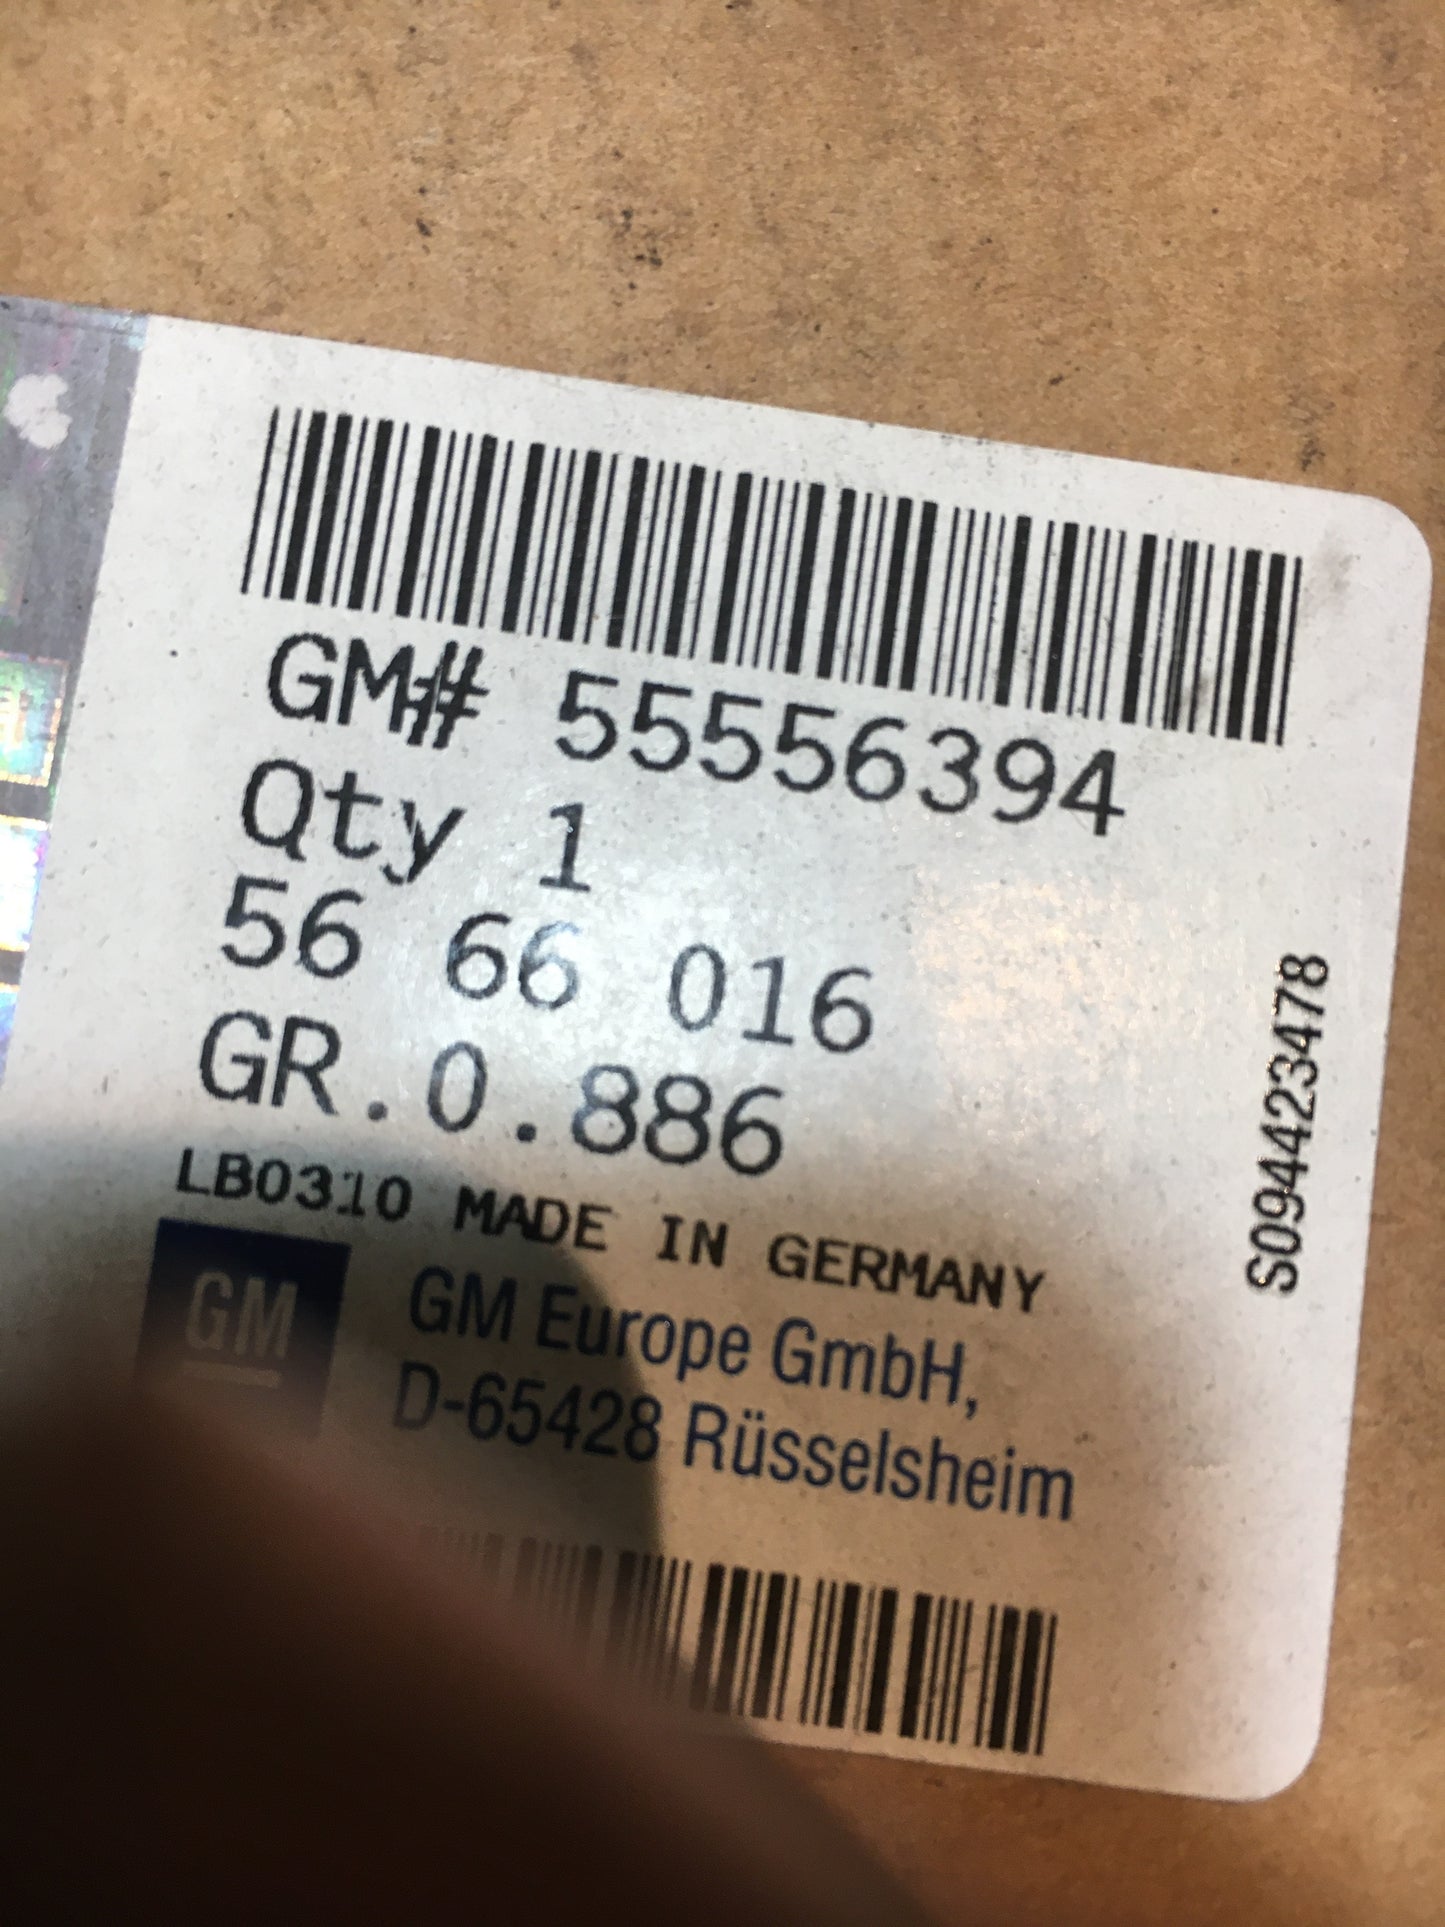 GM# 55556394
Qty 1
56 66 016
GR.0.886
LB0310 MADE IN GERMANY
GM
GM Europe GmbH,
D-65428 Rüsselsheim
S094423478